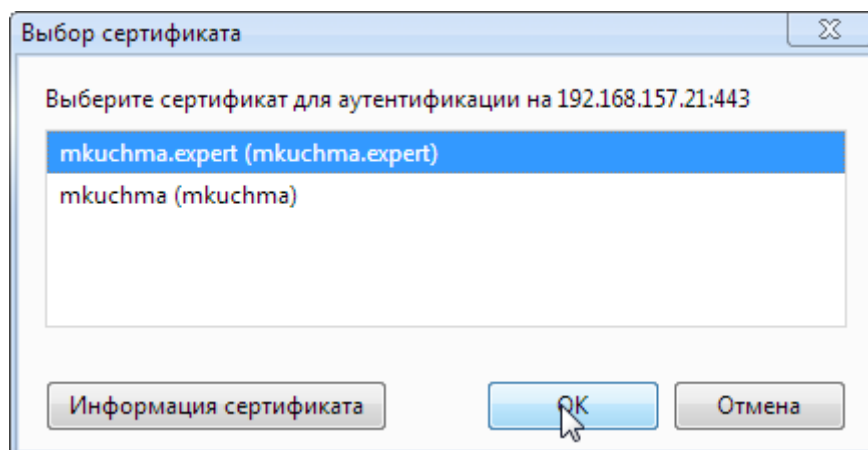 Выбор сертификата
Выберите сертификат для аутентификации на 192.168.157.21:443
mkuchma.expert (mkuchma.expert)
mkuchma (mkuchma)
Информация сертификата
OK
Отмена